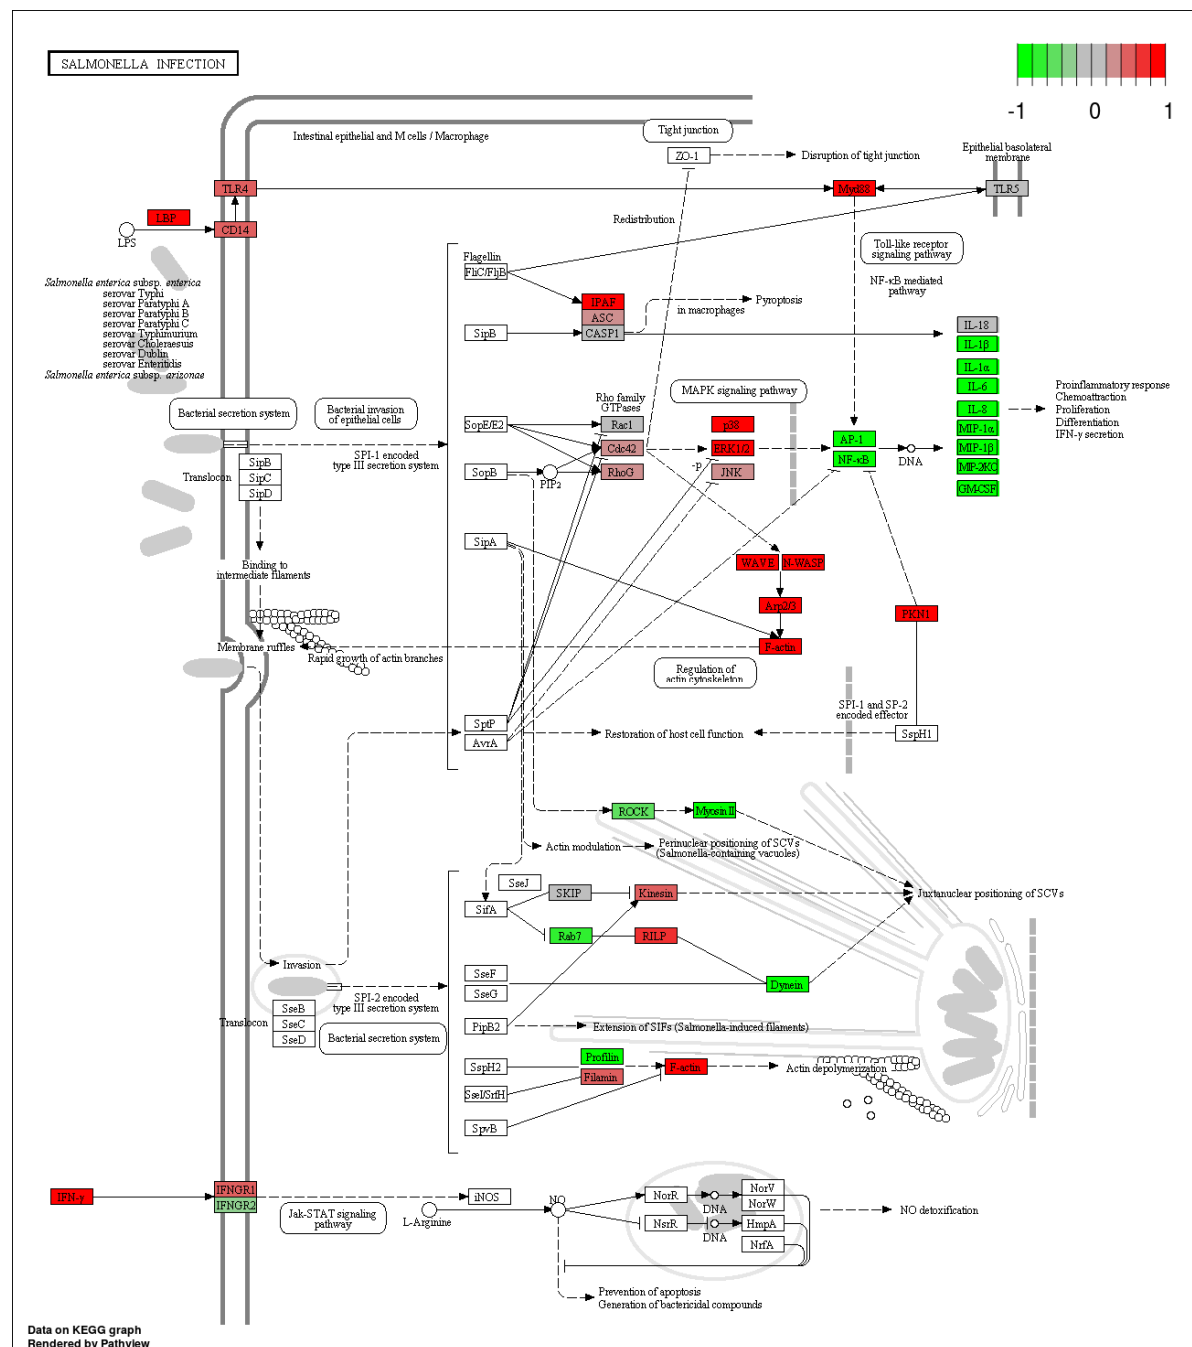 SALMONELLA INFECTION
-1 0 1
Intestinal epithelial and M cells / Macrophage
Tight junction
ZO-1
Disruption of tight junction
Epithelial basolateral
membrane
TLR4
Myd88
TLR5
LBP
CD14
LPS
Redistribution
Toll-like receptor
signaling pathway
NF-κB mediated
pathway
Flagellin
FliC/FljB
Salmonella enterica subsp. enterica
serovar Typhi
serovar Paratyphi A
serovar Paratyphi B
serovar Paratyphi C
serovar Typhimurium
serovar Choleraesuis
serovar Dublin
serovar Enteritidis
Salmonella enterica subsp. arizonae
IPAF
ASC
CASP1
Pyroptosis
in macrophages
SipB
IL-18
IL-1β
IL-1α
IL-6
IL-8
MIP-1α
MIP-1β
MIP-2/KC
GM-CSF
Proinflammatory response
Chemoattraction
Proliferation
Differentiation
IFN-γ secretion
MAPK signaling pathway
Bacterial secretion system
Bacterial invasion
of epithelial cells
Rho family
GTPases
SopE/E2
Rac1
Cdc42
RhoG
p38
ERK1/2
JNK
-P
AP-1
NF-κB
DNA
SPI-1 encoded
type III secretion system
SopB
PIP2
Translocon
SipB
SipC
SipD
SipA
Binding to
intermediate filaments
WAVE
N-WASP
Arp2/3
F-actin
PKN1
Membrane ruffles
Rapid growth of actin branches
Regulation of
actin cytoskeleton
SPI-1 and SP-2
encoded effector
SptP
AvrA
Restoration of host cell function
SspH1
ROCK
Myosin II
Actin modulation
Perinuclear positioning of SCVs
(Salmonella-containing vacuoles)
SseJ
SKIP
Kinesin
Juxtanuclear positioning of SCVs
SifA
Rab7
RILP
Invasion
SseF
SseG
Dynein
SPI-2 encoded
type III secretion system
Translocon
SseB
SseC
SseD
Bacterial secretion system
PipB2
Extension of SIFs (Salmonella-induced filaments)
SspH2
Profilin
Filamin
F-actin
Actin depolymerization
SseI/SrfH
SpvB
IFN-γ
IFNGR1
IFNGR2
Jak-STAT signaling
pathway
iNOS
L-Arginine
NO
NorR
DNA
NorV
NorW
NsrR
DNA
HmpA
NrfA
NO detoxification
Prevention of apoptosis
Generation of bactericidal compounds
Data on KEGG graph
Rendered by Pathview